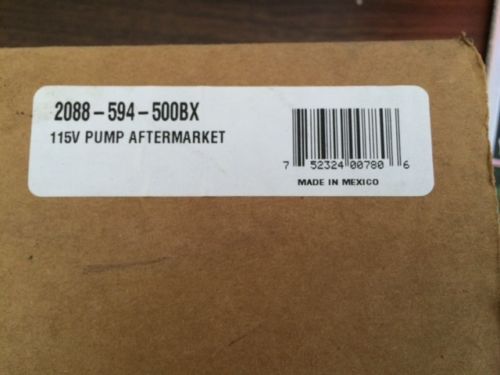 2088-594-500BX
115V PUMP AFTERMARKET
7 52324 00780 6
MADE IN MEXICO